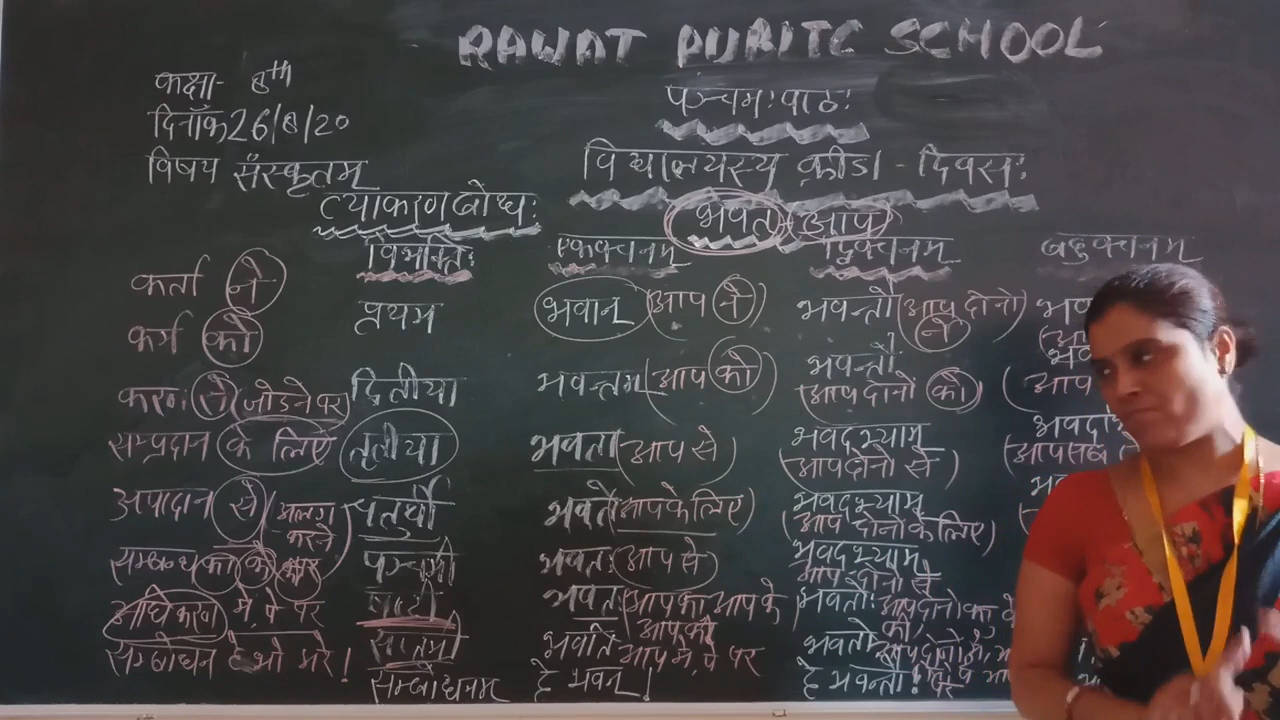 RAWAT PUBLIC SCHOOL
कक्षा- 8th
दिनाँक 26/8/20
विषय संस्कृतम्
पञ्चमः पाठः
विद्यालयस्य क्रीडा - दिवसः
व्याकरण बोधः
भवत् (आप)
विभक्तिः एकवचनम् द्विवचनम् बहुवचनम्
कर्ता ने प्रथम भवान् (आप ने) भवन्तौ (आप दोनो ने)
कर्म को द्वितीया भवन्तम् (आप को) भवन्तौ (आप दोनो को)
करण से (जोडने पर) तृतीया भवता (आप से) भवद्भ्याम् (आप दोनो से)
सम्प्रदान के लिए चतुर्थी भवते (आप के लिए) भवद्भ्याम् (आप दोनो के लिए)
अपादान से (अलग करने) पञ्चमी भवतः (आप से) भवद्भ्याम् आप दोनो से
सम्बन्ध का के षष्ठी भवतः (आप का आप के आप की भवतोः आप दोनो का के की
अधिकरण में, पे पर सप्तमी भवति आप में, पे पर भवतोः
सम्बोधन हे भो अरे! सम्बोधनम् हे भवन्! हे भवन्तौ!